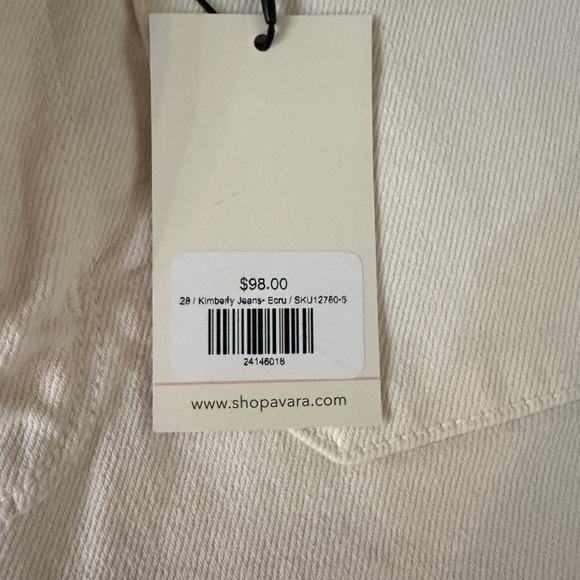 $98.00
28 / Kimberly Jeans- Ecru / SKU12760-5
24146018
www.shopavara.com